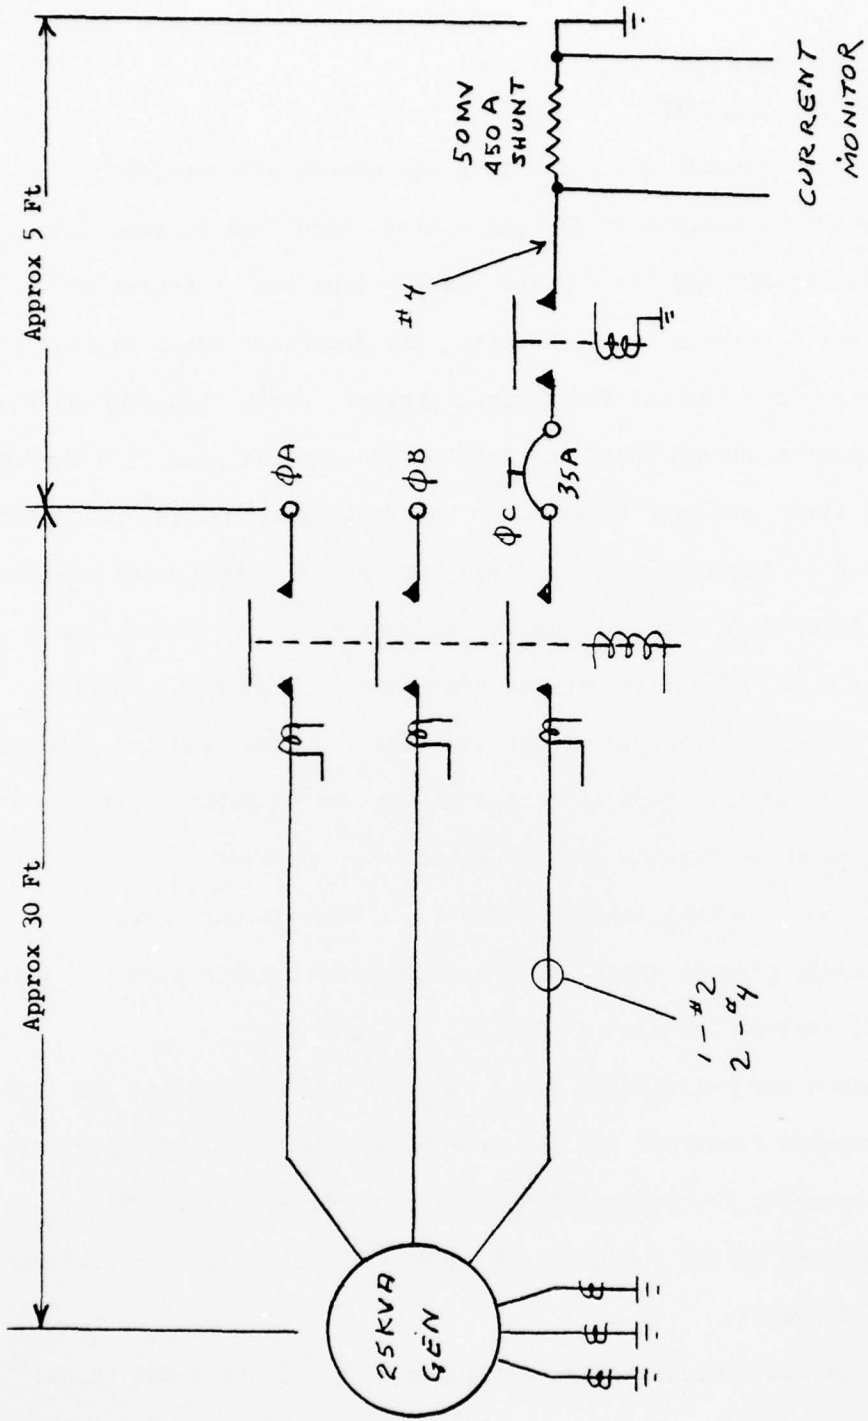 Approx 30 Ft
Approx 5 Ft
25KVA
GEN
1-#2
2-#4
ΦA
ΦB
ΦC
35A
#4
50MV
450A
SHUNT
CURRENT
MONITOR